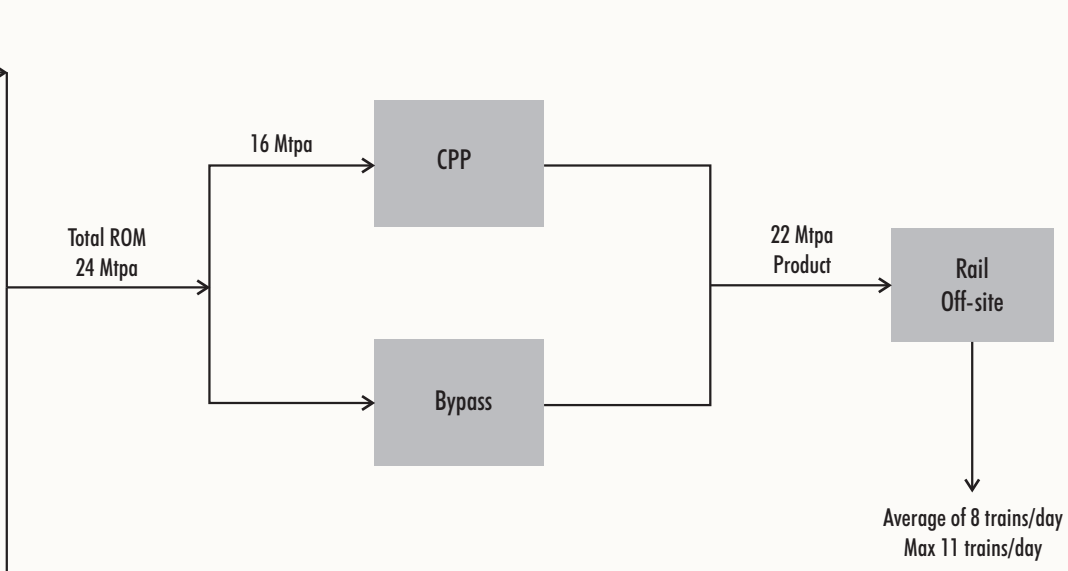 16 Mtpa
CPP
Total ROM
24 Mtpa
22 Mtpa
Product
Rail
Off-site
Bypass
Average of 8 trains/day
Max 11 trains/day